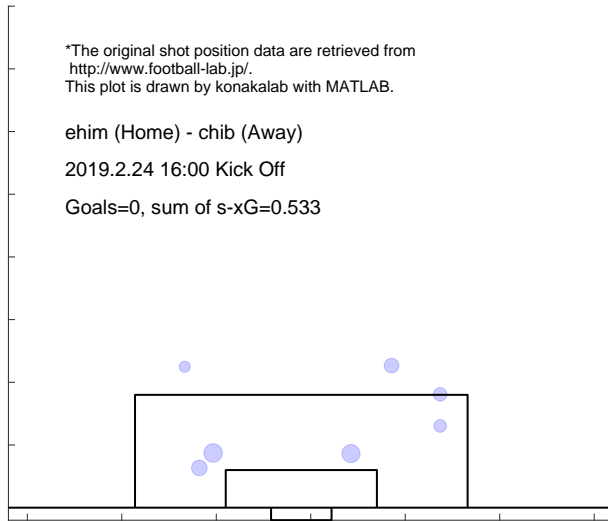 *The original shot position data are retrieved from
http://www.football-lab.jp/.
This plot is drawn by konakalab with MATLAB.
ehim (Home) - chib (Away)
2019.2.24 16:00 Kick Off
Goals=0, sum of s-xG=0.533